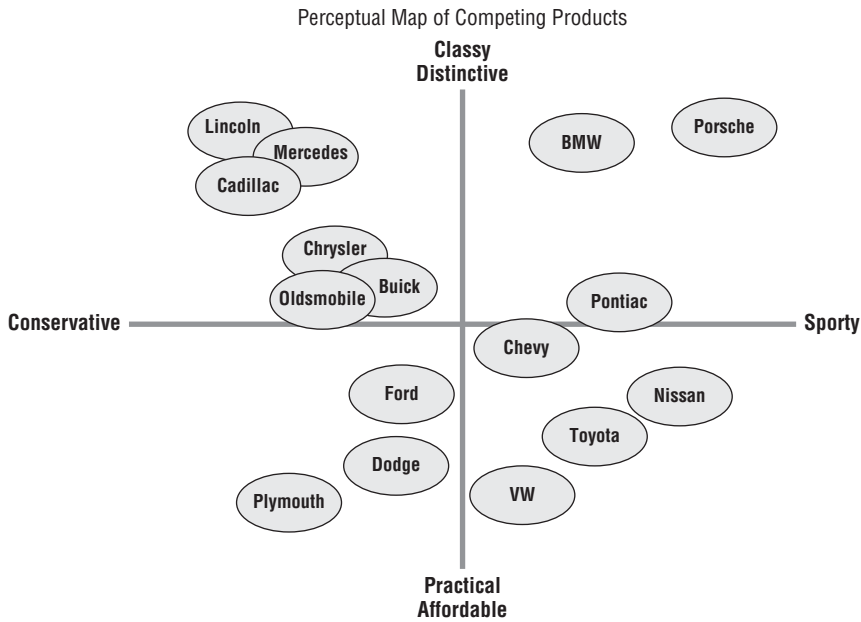 Perceptual Map of Competing Products
Classy
Distinctive
Lincoln
Porsche
BMW
Mercedes
Cadillac
Chrysler
Buick
Oldsmobile
Pontiac
Conservative
Sporty
Chevy
Ford
Nissan
Toyota
Dodge
VW
Plymouth
Practical
Affordable